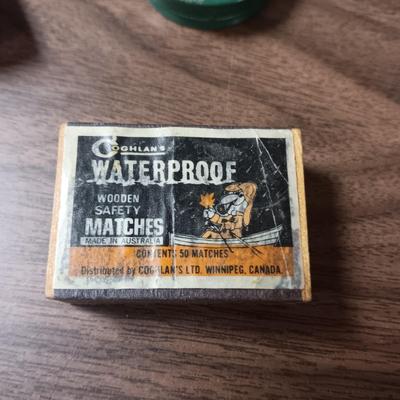 COGHLAN'S
WATERPROOF
WOODEN
SAFETY
MATCHES
MADE IN AUSTRALIA
CONTENTS 50 MATCHES
Distributed by COGHLAN'S LTD. WINNIPEG, CANADA.